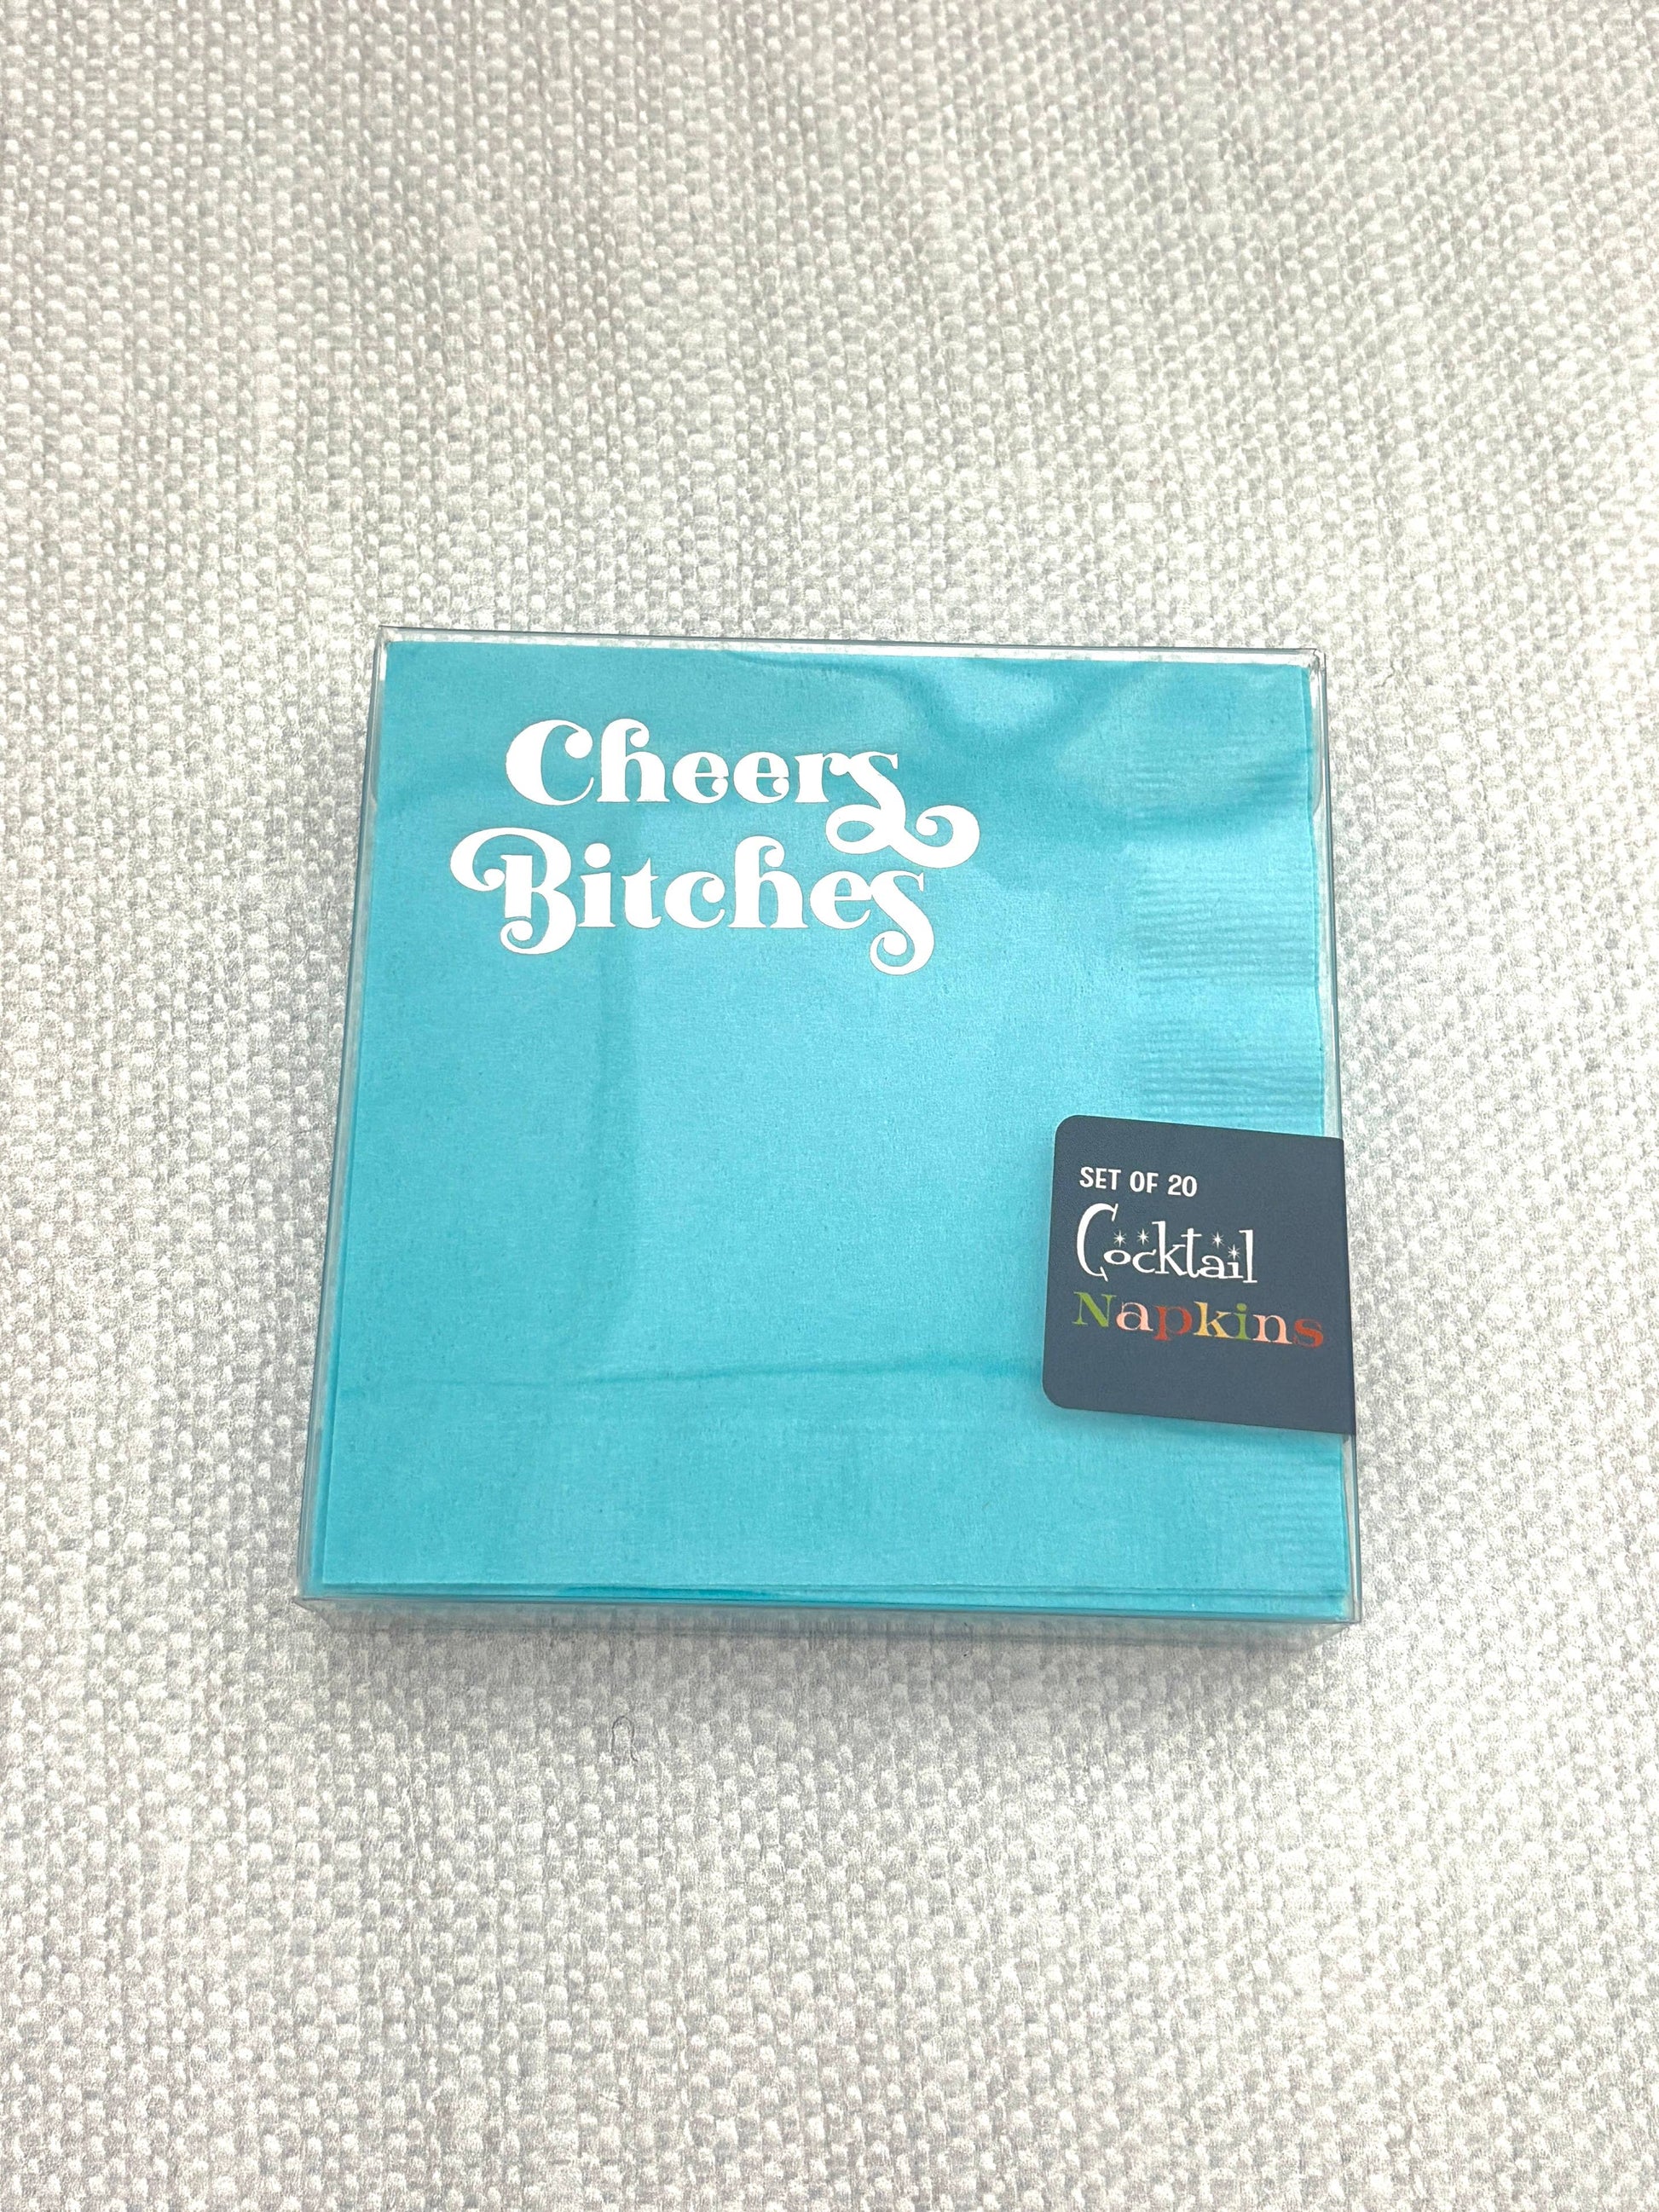 Cheers
Bitches
SET OF 20
Cocktail
Napkins